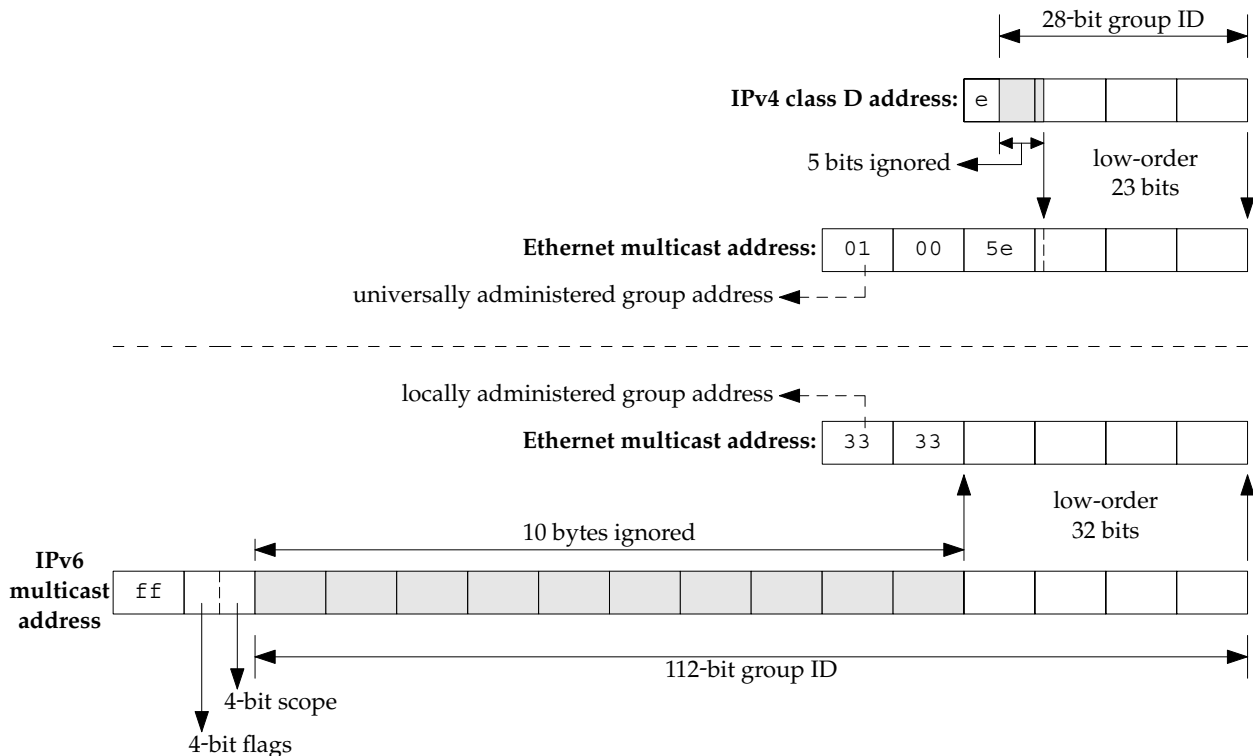 28-bit group ID
IPv4 class D address:
e
5 bits ignored
low-order
23 bits
Ethernet multicast address:
01
00
5e
universally administered group address
locally administered group address
Ethernet multicast address:
33
33
low-order
32 bits
10 bytes ignored
IPv6
multicast
address
ff
112-bit group ID
4-bit scope
4-bit flags